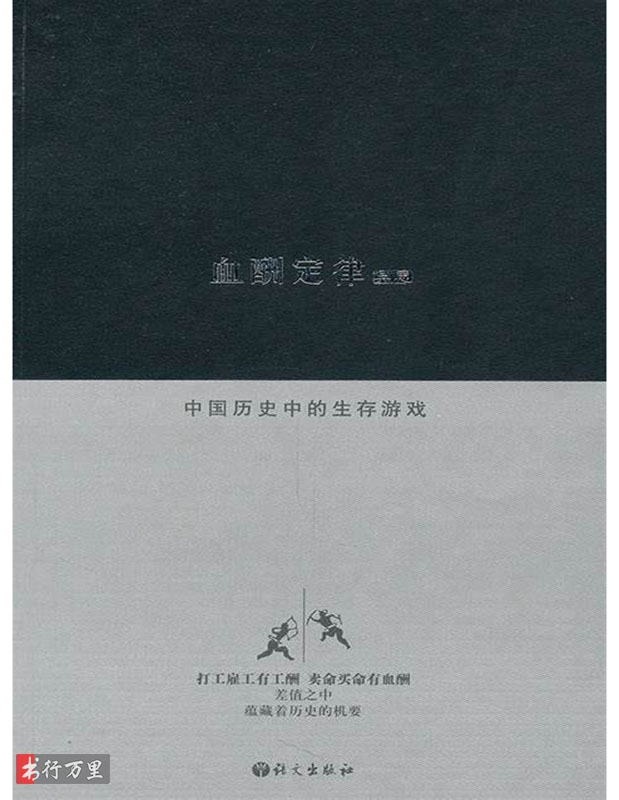 血酬定律
中国历史中的生存游戏
打工雇工有工酬 卖命买命有血酬
差值之中
蕴藏着历史的机要
语文出版社
书行万里